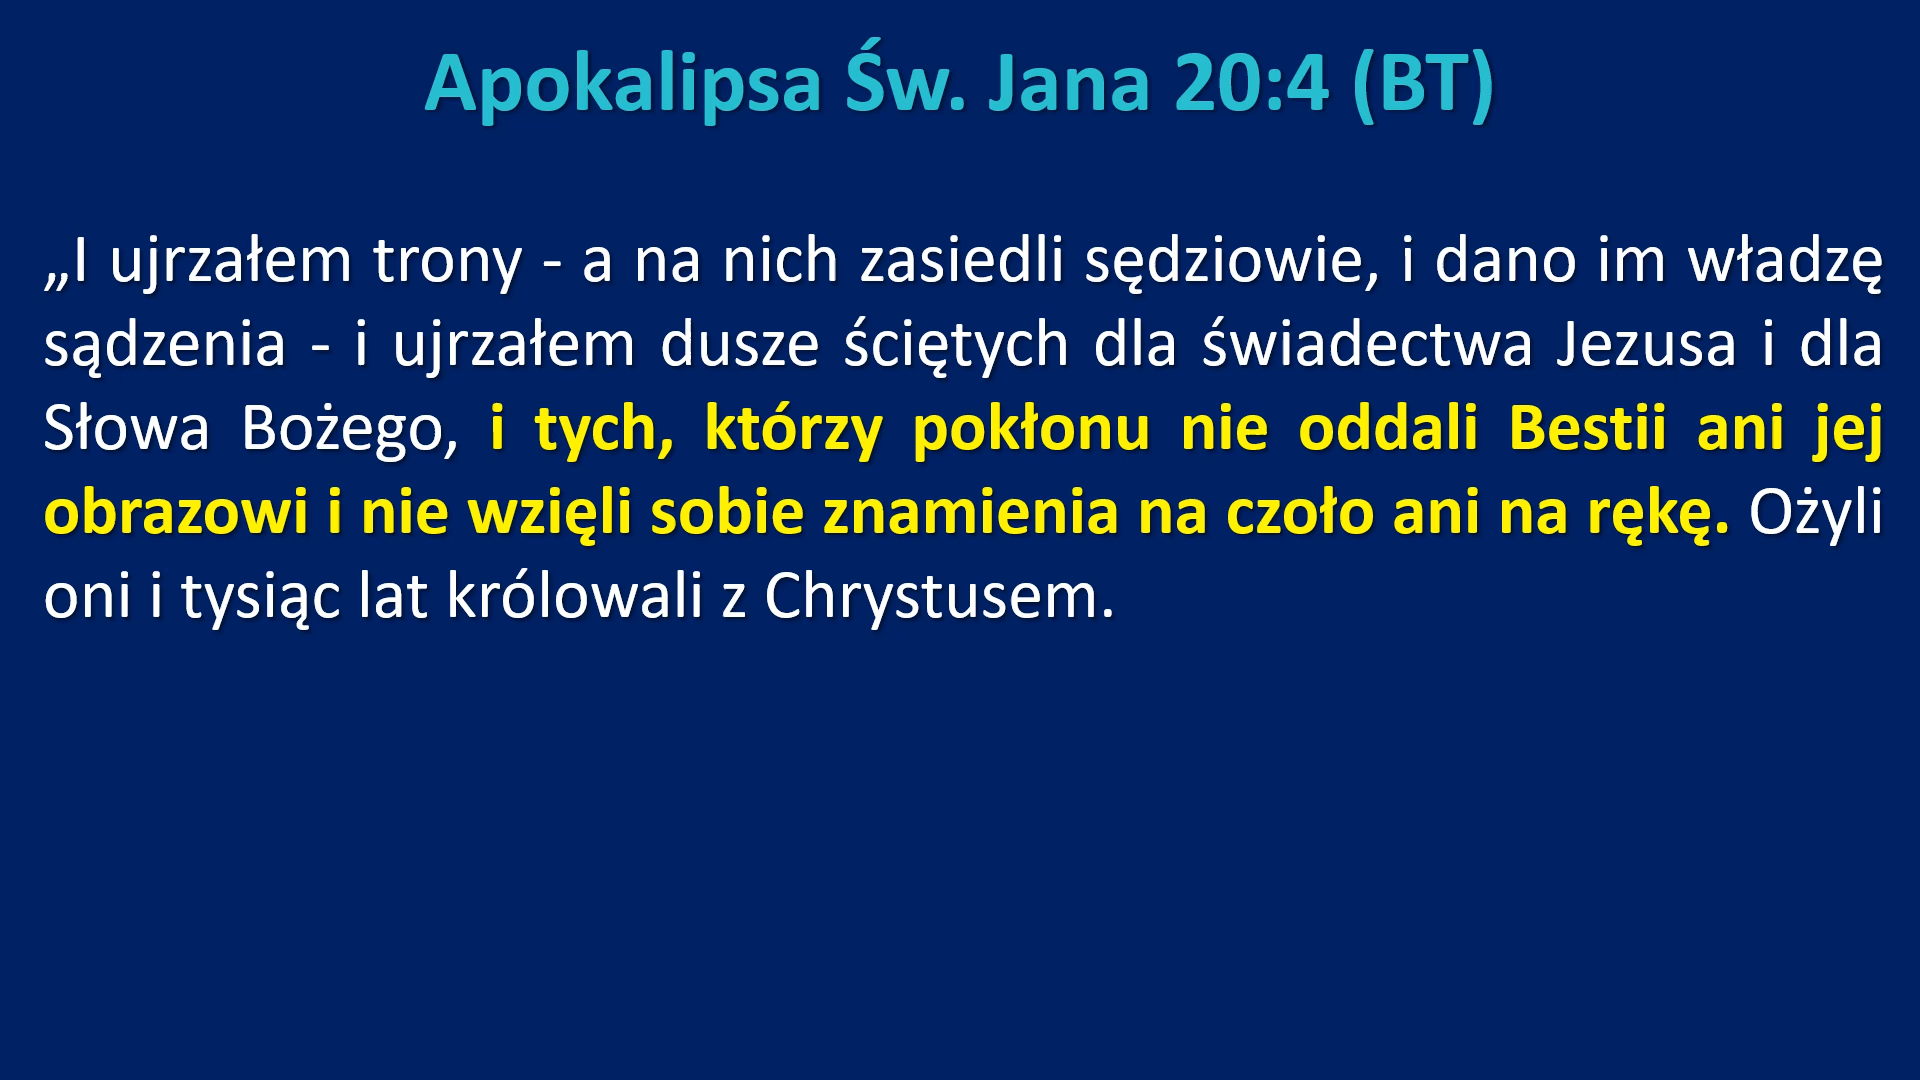 Apokalipsa Św. Jana 20:4 (BT)
„I ujrzałem trony - a na nich zasiedli sędziowie, i dano im władzę
sądzenia - i ujrzałem dusze ściętych dla świadectwa Jezusa i dla
Słowa Bożego, i tych, którzy pokłonu nie oddali Bestii ani jej
obrazowi i nie wzięli sobie znamienia na czoło ani na rękę. Ożyli
oni i tysiąc lat królowali z Chrystusem.